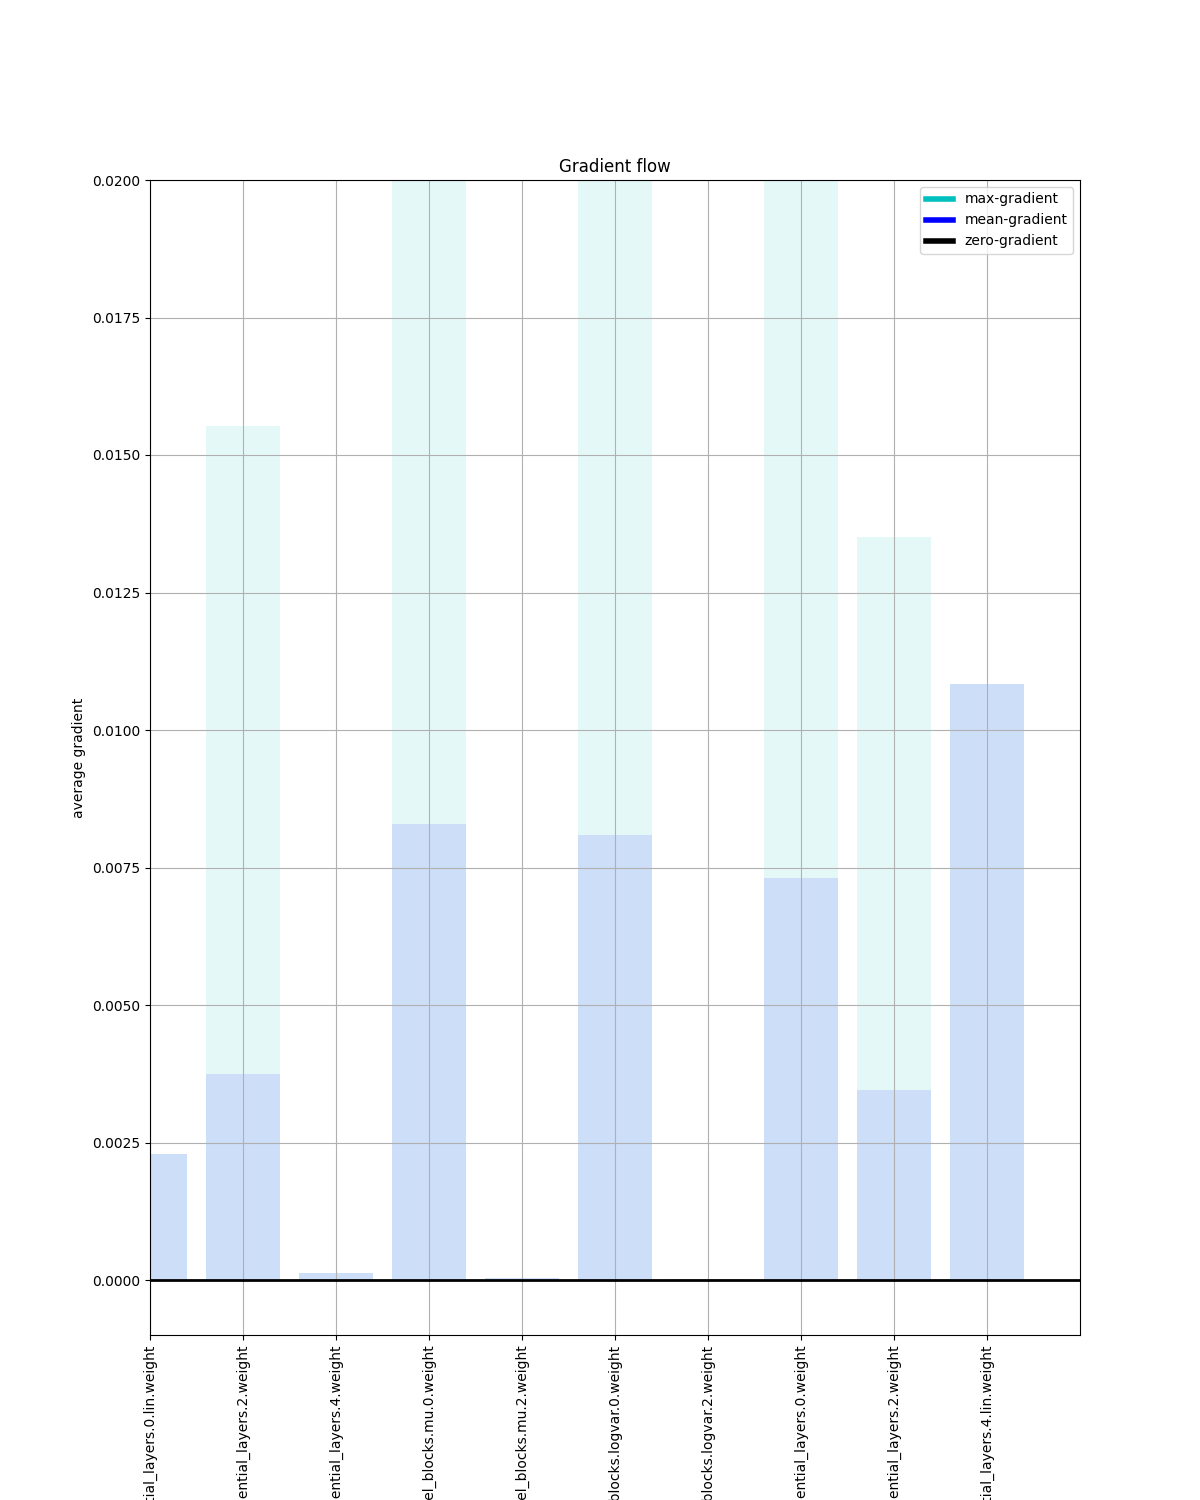 Gradient flow
max-gradient
mean-gradient
zero-gradient
0.0200
0.0175
0.0150
0.0125
0.0100
0.0075
0.0050
0.0025
0.0000
average gradient
tial_layers.0.lin.weight
ential_layers.2.weight
ential_layers.4.weight
el_blocks.mu.0.weight
el_blocks.mu.2.weight
blocks.logvar.0.weight
blocks.logvar.2.weight
ential_layers.0.weight
ential_layers.2.weight
tial_layers.4.lin.weight